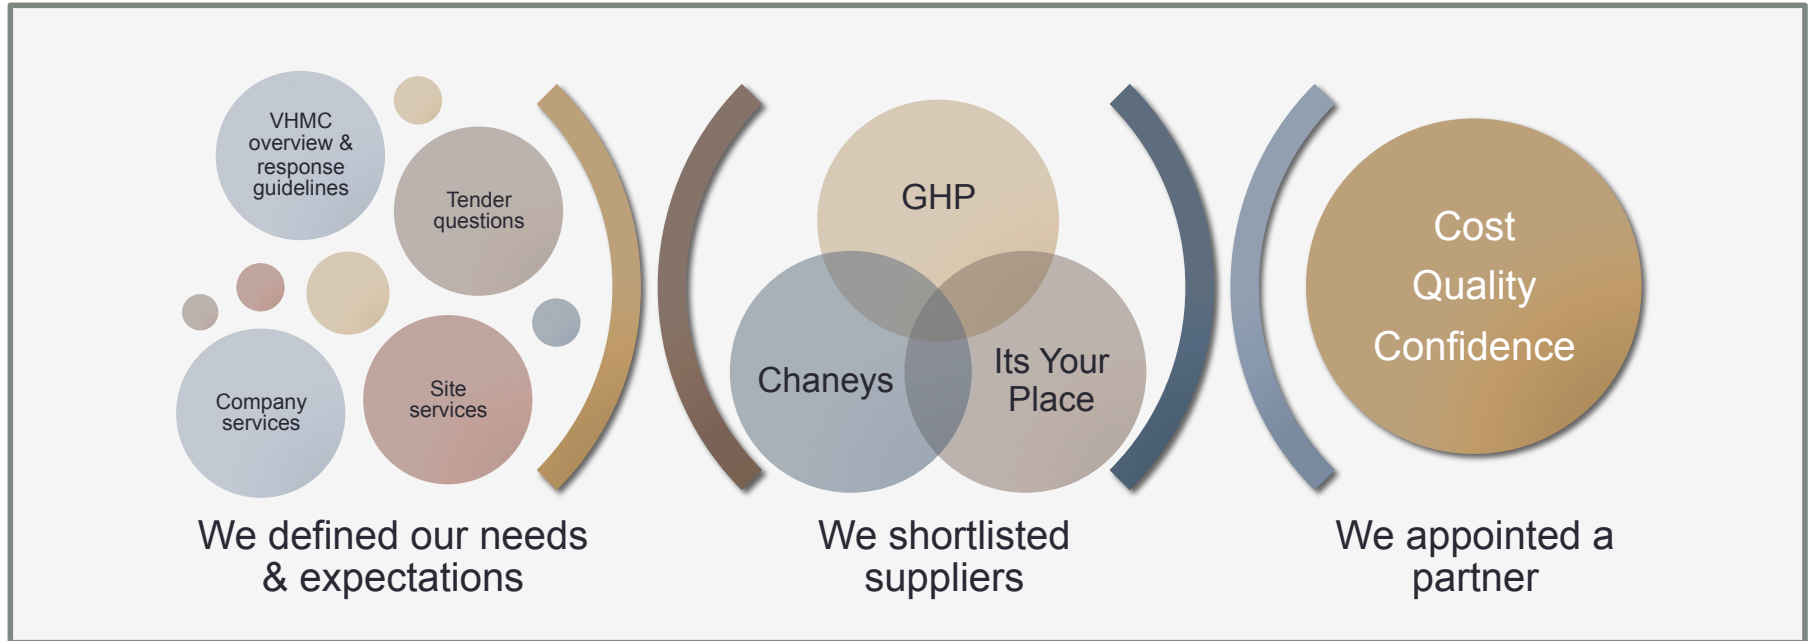 VHMC
overview &
response
guidelines
Tender
questions
Company
services
Site
services
We defined our needs
& expectations
GHP
Chaneys
Its Your
Place
We shortlisted
suppliers
Cost
Quality
Confidence
We appointed a
partner